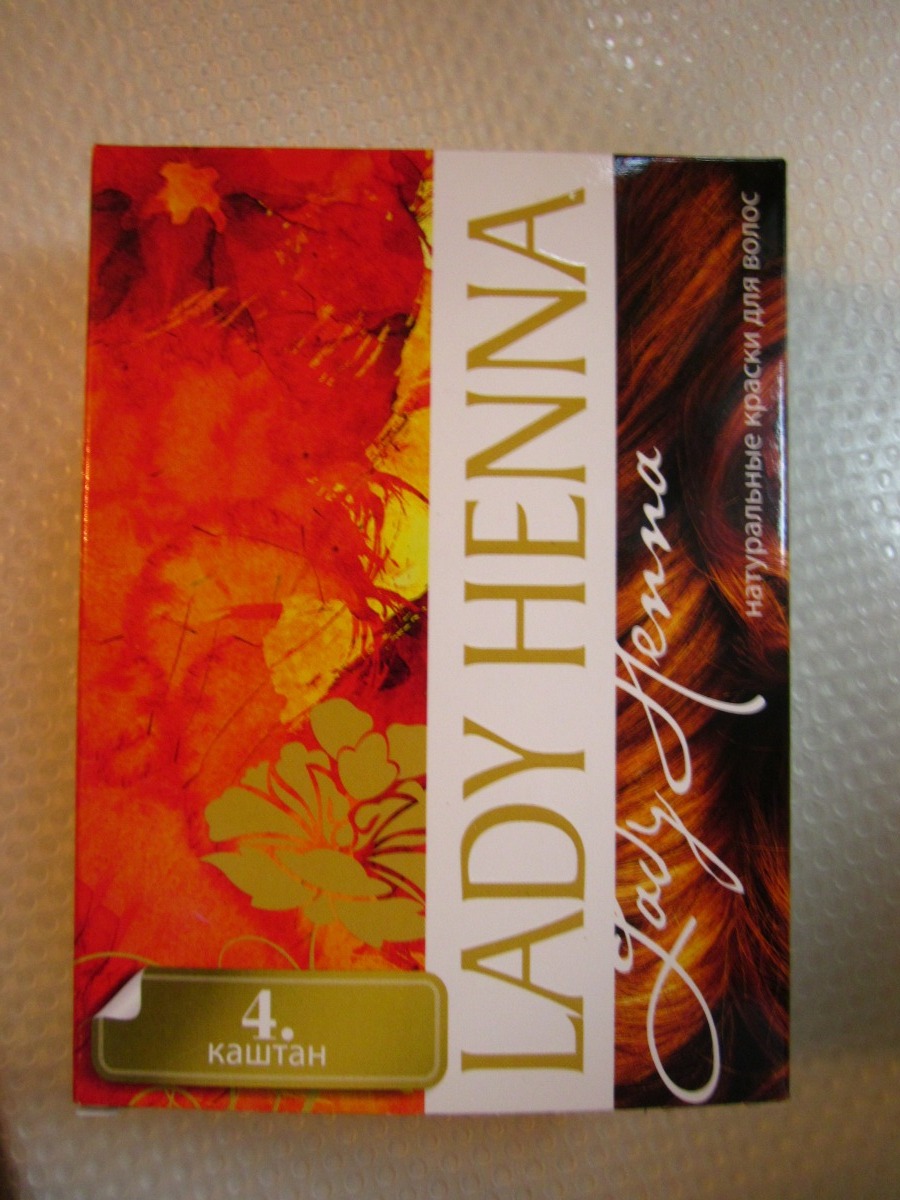 LADY HENNA
Lady Henna
натуральные краски для волос
4.
каштан